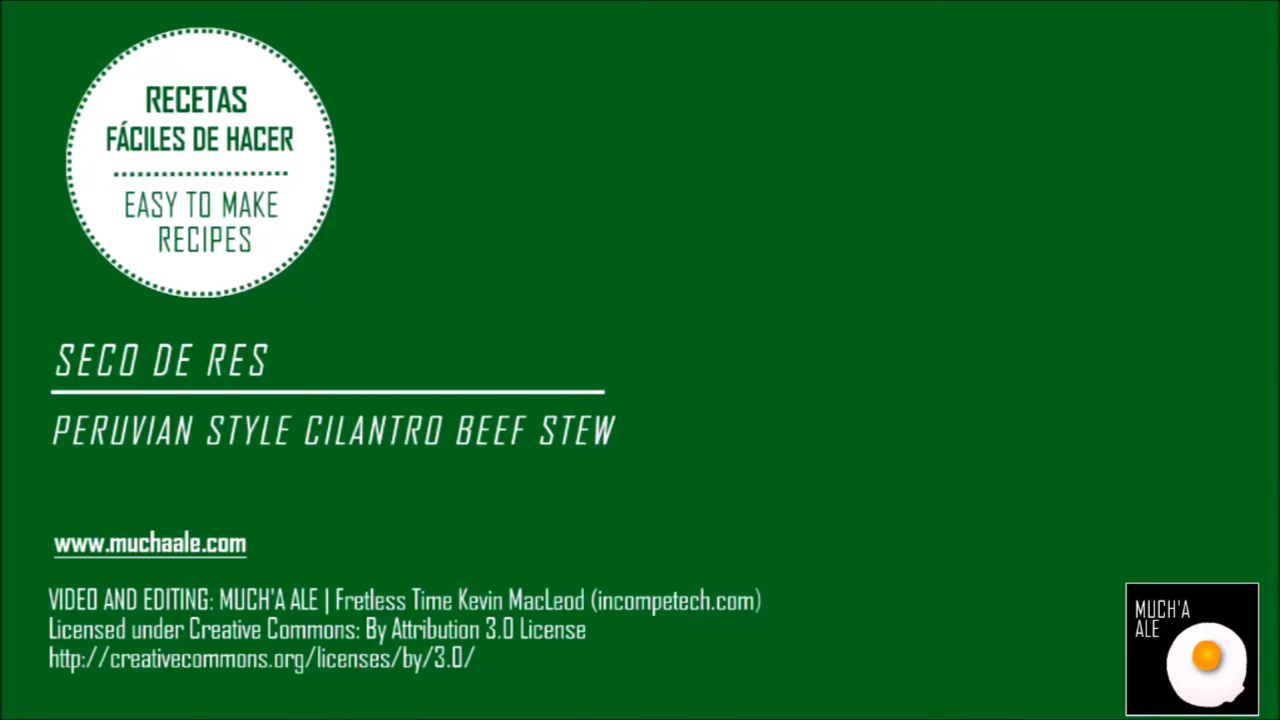 RECETAS
FÁCILES DE HACER
EASY TO MAKE
RECIPES
SECO DE RES
PERUVIAN STYLE CILANTRO BEEF STEW
www.muchaale.com
VIDEO AND EDITING: MUCH'A ALE | Fretless Time Kevin MacLeod (incompetech.com)
Licensed under Creative Commons: By Attribution 3.0 License
http://creativecommons.org/licenses/by/3.0/
MUCH'A
ALE